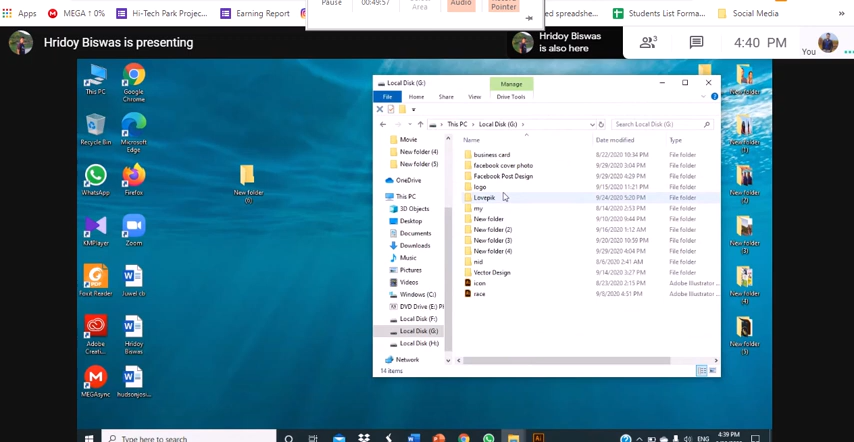 Pause
00:49:57
Select
Area
Audio
Record
Pointer
Apps
MEGA ↑ 0%
Hi-Tech Park Projec...
Earning Report
ed spreadshe...
Students List Forma...
Social Media
»
Hridoy Biswas is presenting
Hridoy Biswas
is also here
3
4:40 PM
You
This PC
Google
Chrome
Recycle Bin
Microsoft
Edge
WhatsApp
Firefox
KMPlayer
Zoom
Foxit Reader
Juwel cb
Adobe
Creati...
Hridoy
Biswas
MEGAsync
hudsonjosi...
New folder
(6)
Local Disk (G:)
Manage
File
Home
Share
View
Drive Tools
This PC > Local Disk (G:) >
Search Local Disk (G:)
Movie
New folder (4)
New folder (5)
OneDrive
This PC
3D Objects
Desktop
Documents
Downloads
Music
Pictures
Videos
Windows (C:)
DVD Drive (E:) P
Local Disk (F:)
Local Disk (G:)
Local Disk (H:)
Network
Name Date modified Type
business card 8/22/2020 10:34 PM File folder
facebook cover photo 9/29/2020 3:04 PM File folder
Facebook Post Design 9/29/2020 4:29 PM File folder
logo 9/15/2020 11:21 PM File folder
Lovepik 9/24/2020 5:20 PM File folder
my 8/14/2020 2:53 PM File folder
New folder 9/10/2020 9:44 PM File folder
New folder (2) 9/16/2020 1:12 AM File folder
New folder (3) 9/20/2020 10:59 PM File folder
New folder (4) 9/29/2020 4:04 PM File folder
nid 8/6/2020 2:41 AM File folder
Vector Design 9/14/2020 3:27 PM File folder
icon 8/23/2020 2:15 PM Adobe Illustrator ...
race 9/8/2020 4:51 PM Adobe Illustrator ...
14 items
New folder
New folder
(1)
New folder
(2)
New folder
(3)
New folder
(4)
New folder
(5)
Type here to search
ENG
4:39 PM